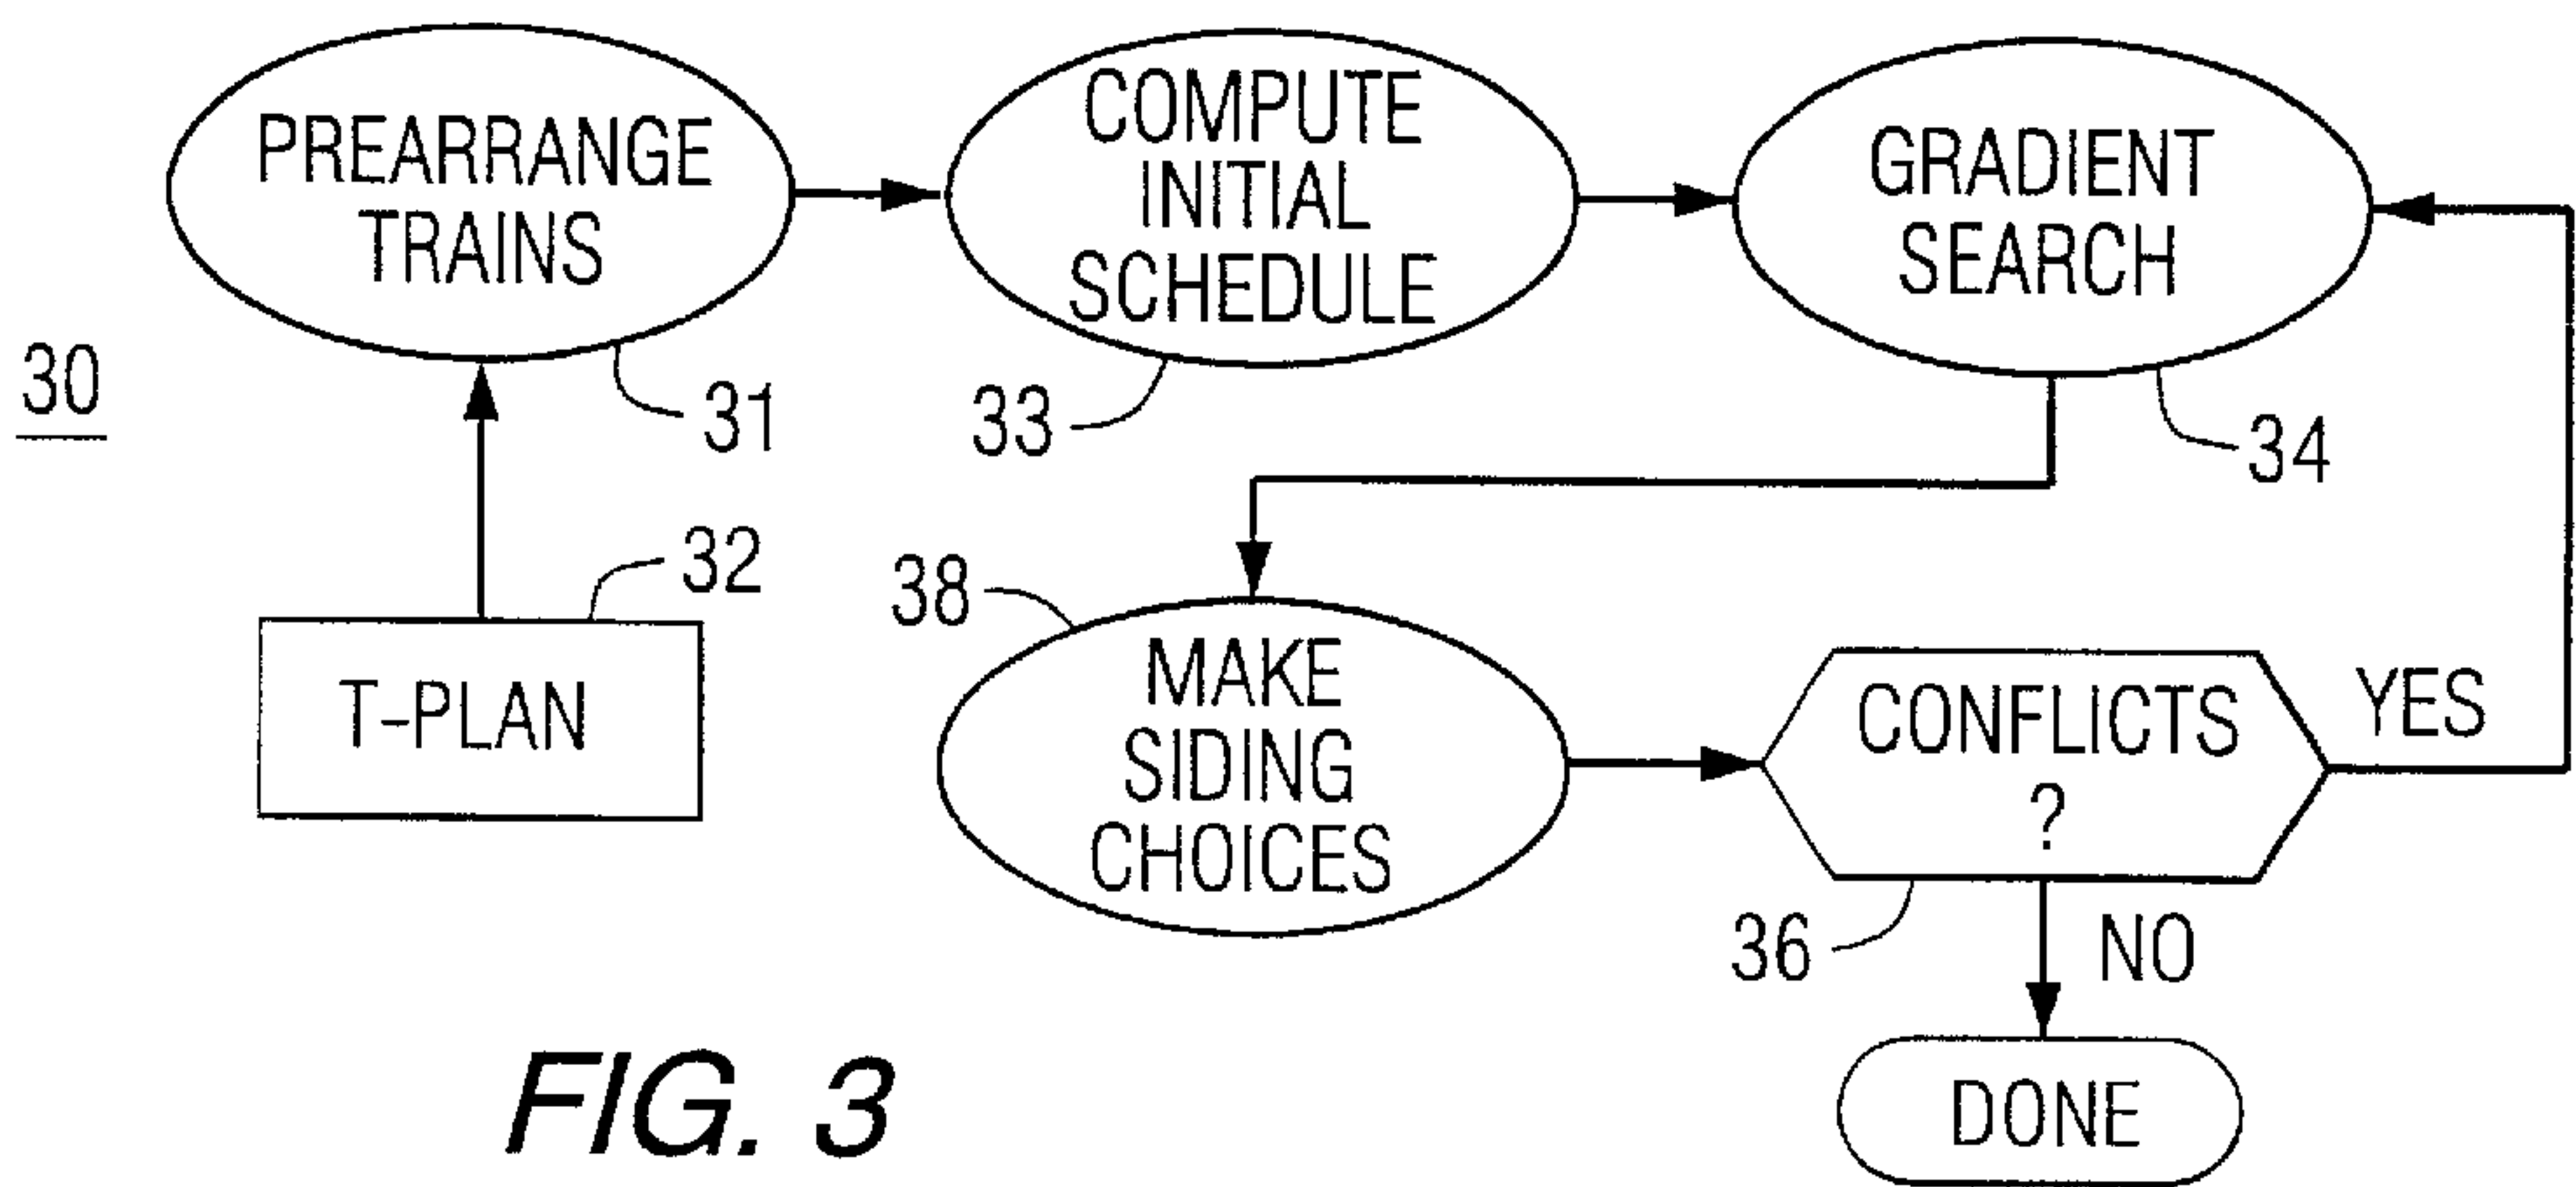 PREARRANGE
TRAINS
COMPUTE
INITIAL
SCHEDULE
GRADIENT
SEARCH
30
31
33
34
32
T-PLAN
38
MAKE
SIDING
CHOICES
CONFLICTS
?
YES
36
NO
DONE
FIG. 3